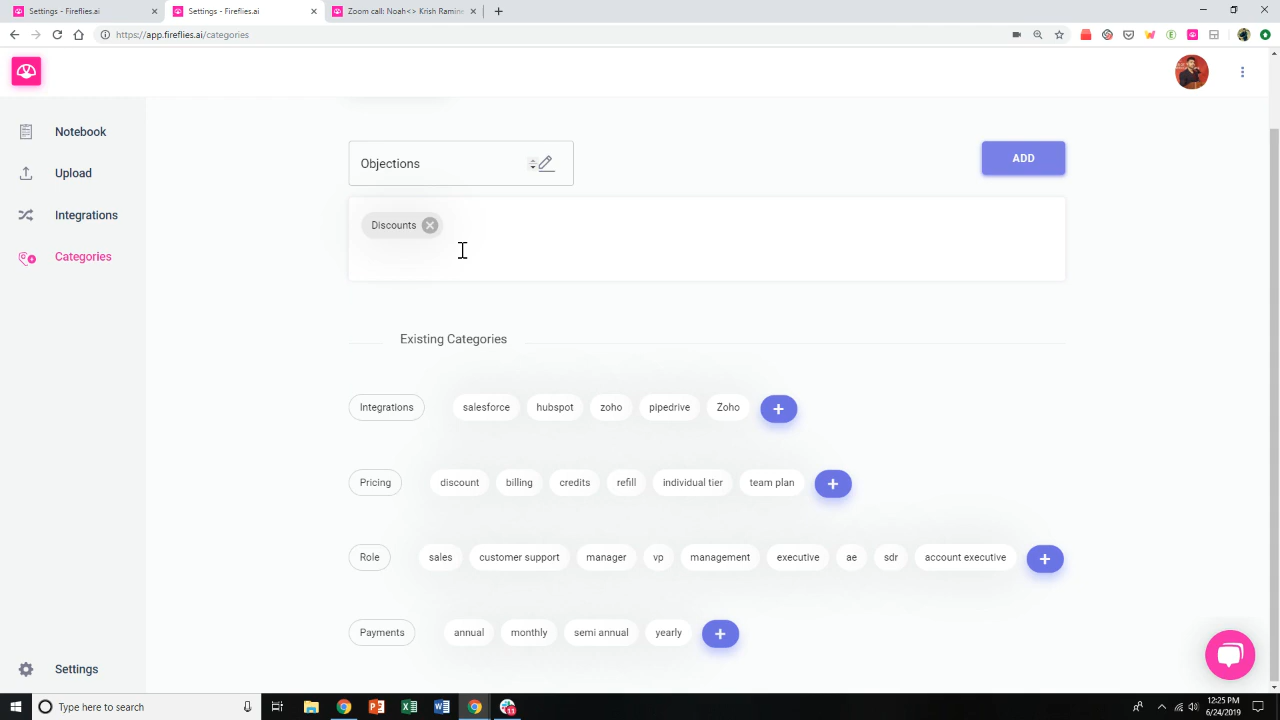 Settings - Fireflies.ai
Settings - Fireflies.ai
Zoom call: Noah<> Krish Ramine
https://app.fireflies.ai/categories
Notebook
Upload
Integrations
Categories
Settings
Objections
ADD
Discounts
Existing Categories
Integrations salesforce hubspot zoho pipedrive Zoho +
Pricing discount billing credits refill individual tier team plan +
Role sales customer support manager vp management executive ae sdr account executive +
Payments annual monthly semi annual yearly +
Type here to search
12:25 PM
6/24/2019